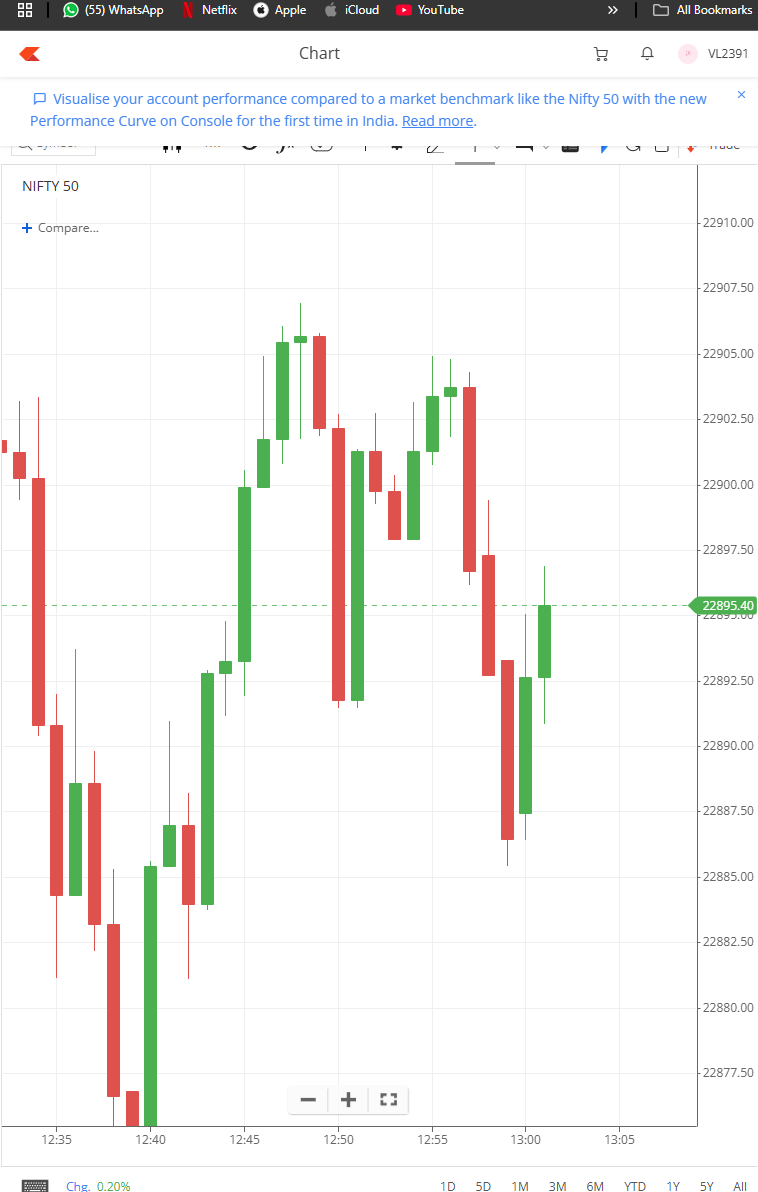 (55) WhatsApp
Netflix
Apple
iCloud
YouTube
»
All Bookmarks
Chart
VL2391
Visualise your account performance compared to a market benchmark like the Nifty 50 with the new
Performance Curve on Console for the first time in India. Read more.
NIFTY 50
+ Compare...
22910.00
22907.50
22905.00
22902.50
22900.00
22897.50
22895.40
22895.00
22892.50
22890.00
22887.50
22885.00
22882.50
22880.00
22877.50
12:35
12:40
12:45
12:50
12:55
13:00
13:05
Chg. 0.20%
1D 5D 1M 3M 6M YTD 1Y 5Y All